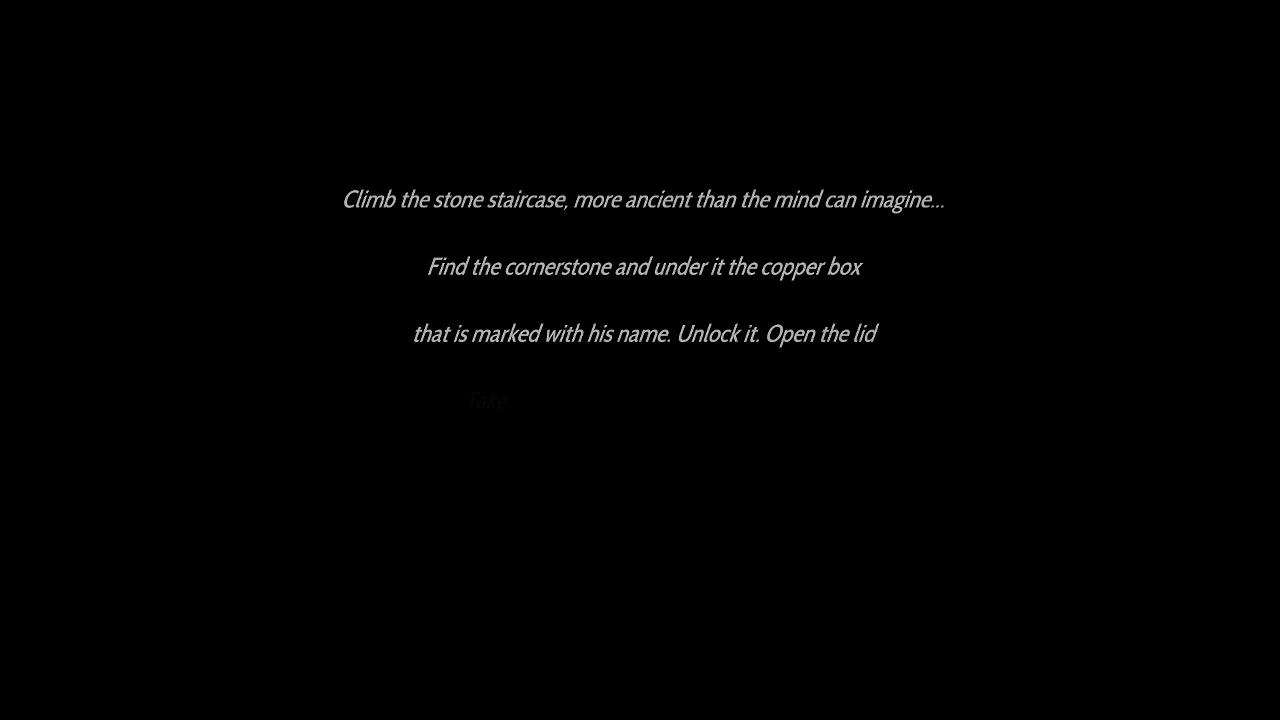 Climb the stone staircase, more ancient than the mind can imagine...
Find the cornerstone and under it the copper box
that is marked with his name. Unlock it. Open the lid
Take